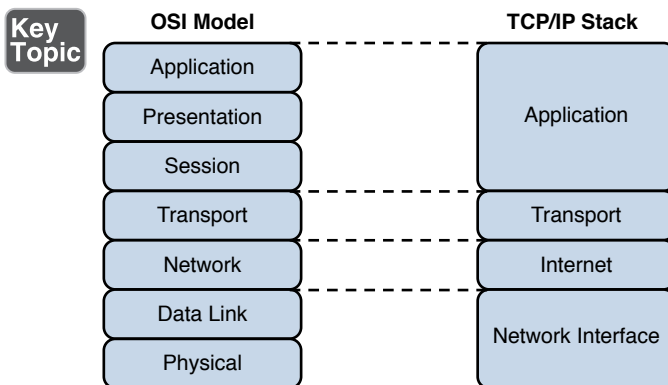 Key
Topic
OSI Model
Application
Presentation
Session
Transport
Network
Data Link
Physical
TCP/IP Stack
Application
Transport
Internet
Network Interface